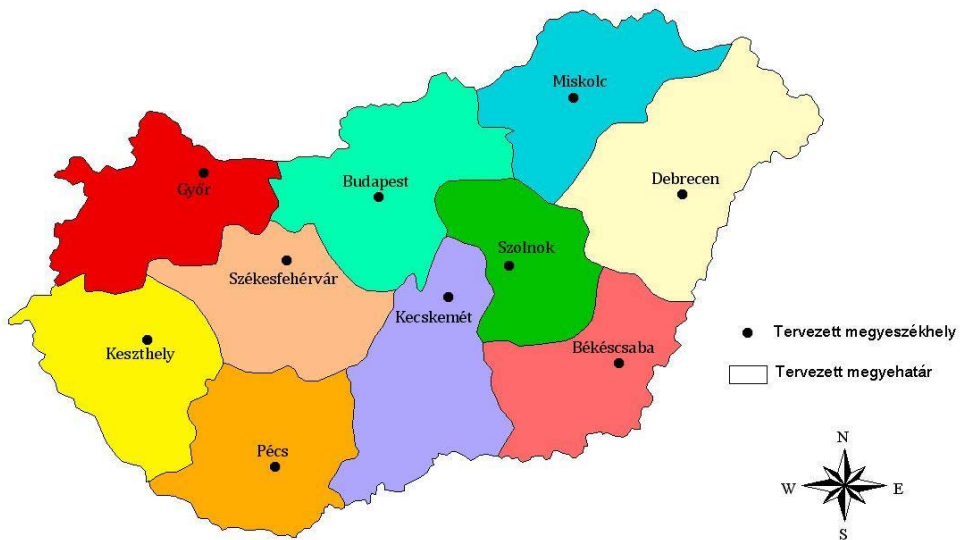 Miskolc
Győr
Budapest
Debrecen
Székesfehérvár
Szolnok
Kecskemét
Keszthely
Békéscsaba
Pécs
Tervezett megyeszékhely
Tervezett megyehatár
N
W E
S